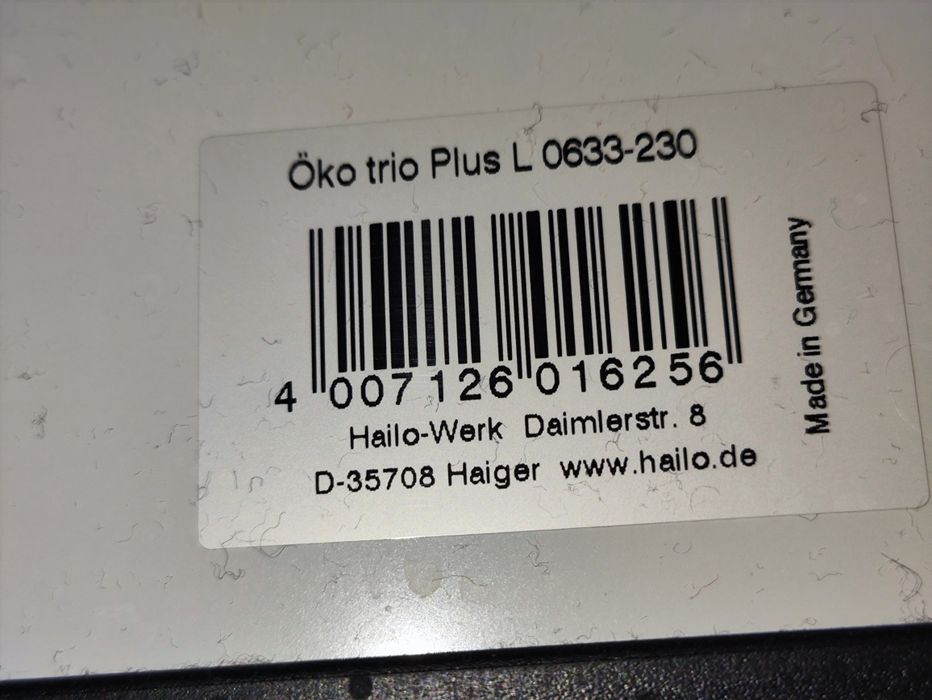 Öko trio Plus L 0633-230
4 007126 016256
Hailo-Werk Daimlerstr. 8
D-35708 Haiger www.hailo.de
Made in Germany